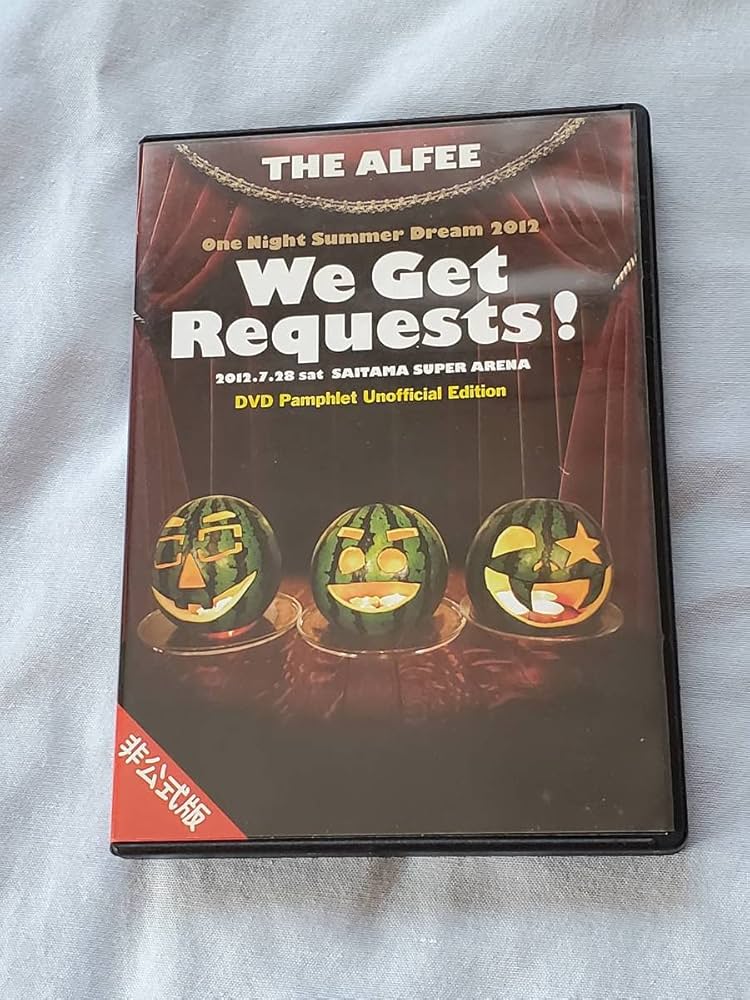 THE ALFEE
One Night Summer Dream 2012
We Get
Requests!
2012.7.28 sat SAITAMA SUPER ARENA
DVD Pamphlet Unofficial Edition
非公式版